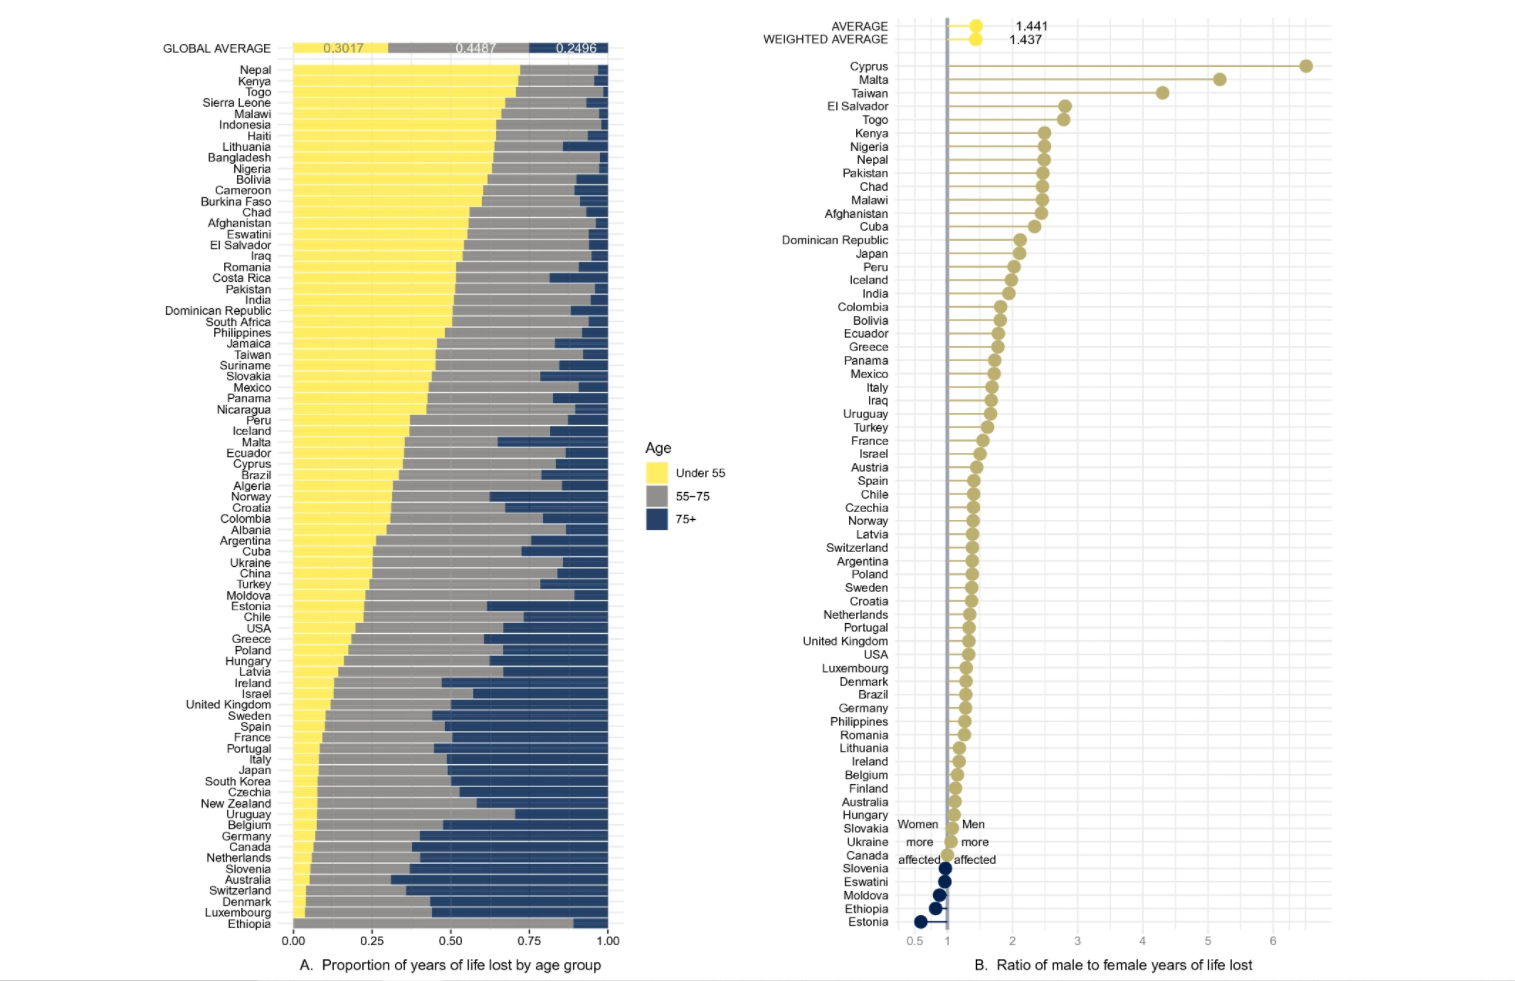 GLOBAL AVERAGE 0.3017 0.4487 0.2496
Nepal
Kenya
Togo
Sierra Leone
Malawi
Indonesia
Haiti
Lithuania
Bangladesh
Nigeria
Bolivia
Cameroon
Burkina Faso
Chad
Afghanistan
Eswatini
El Salvador
Iraq
Romania
Costa Rica
Pakistan
India
Dominican Republic
South Africa
Philippines
Jamaica
Taiwan
Suriname
Slovakia
Mexico
Panama
Nicaragua
Peru
Iceland
Malta
Ecuador
Cyprus
Brazil
Algeria
Norway
Croatia
Colombia
Albania
Argentina
Cuba
Ukraine
China
Turkey
Moldova
Estonia
Chile
USA
Greece
Poland
Hungary
Latvia
Ireland
Israel
United Kingdom
Sweden
Spain
France
Portugal
Italy
Japan
South Korea
Czechia
New Zealand
Uruguay
Belgium
Germany
Canada
Netherlands
Slovenia
Australia
Switzerland
Denmark
Luxembourg
Ethiopia
0.00 0.25 0.50 0.75 1.00
A. Proportion of years of life lost by age group
Age
Under 55
55–75
75+
AVERAGE 1.441
WEIGHTED AVERAGE 1.437
Cyprus
Malta
Taiwan
El Salvador
Togo
Kenya
Nigeria
Nepal
Pakistan
Chad
Malawi
Afghanistan
Cuba
Dominican Republic
Japan
Peru
Iceland
India
Colombia
Bolivia
Ecuador
Greece
Panama
Mexico
Italy
Iraq
Uruguay
Turkey
France
Israel
Austria
Spain
Chile
Czechia
Norway
Latvia
Switzerland
Argentina
Poland
Sweden
Croatia
Netherlands
Portugal
United Kingdom
USA
Luxembourg
Denmark
Brazil
Germany
Philippines
Romania
Lithuania
Ireland
Belgium
Finland
Australia
Hungary
Slovakia
Ukraine
Canada
Slovenia
Eswatini
Moldova
Ethiopia
Estonia
Women
more
affected
Men
more
affected
0.5 1 2 3 4 5 6
B. Ratio of male to female years of life lost